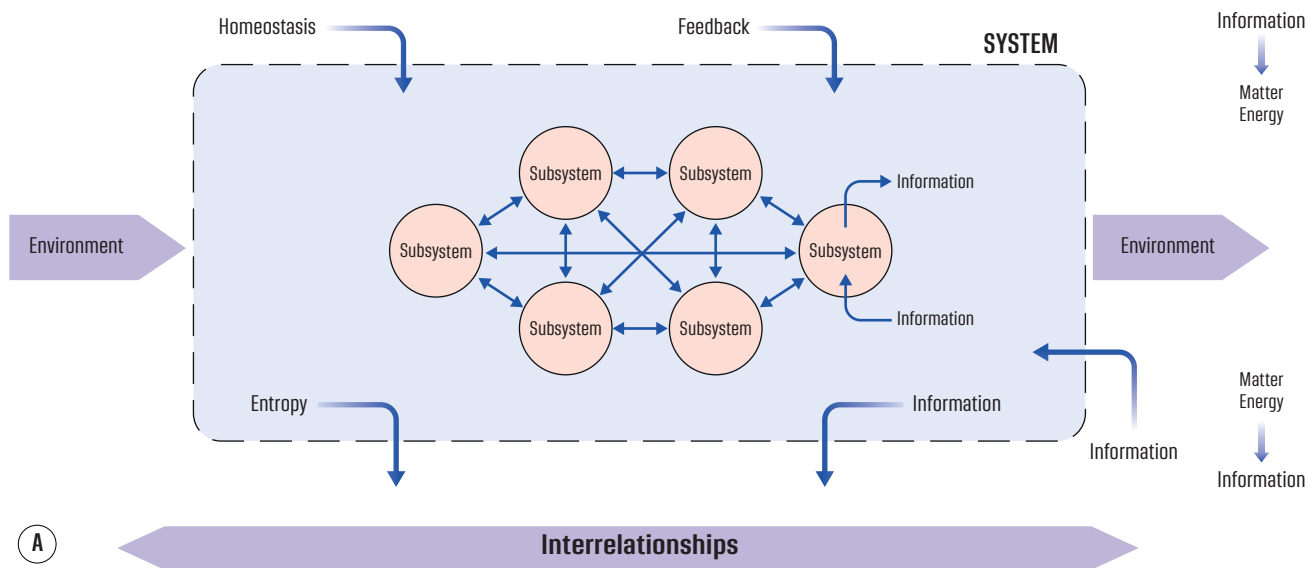 Homeostasis
Feedback
SYSTEM
Information
Matter
Energy
Subsystem
Subsystem
Information
Environment
Subsystem
Subsystem
Environment
Subsystem
Subsystem
Information
Entropy
Information
Information
Matter
Energy
Information
A
Interrelationships